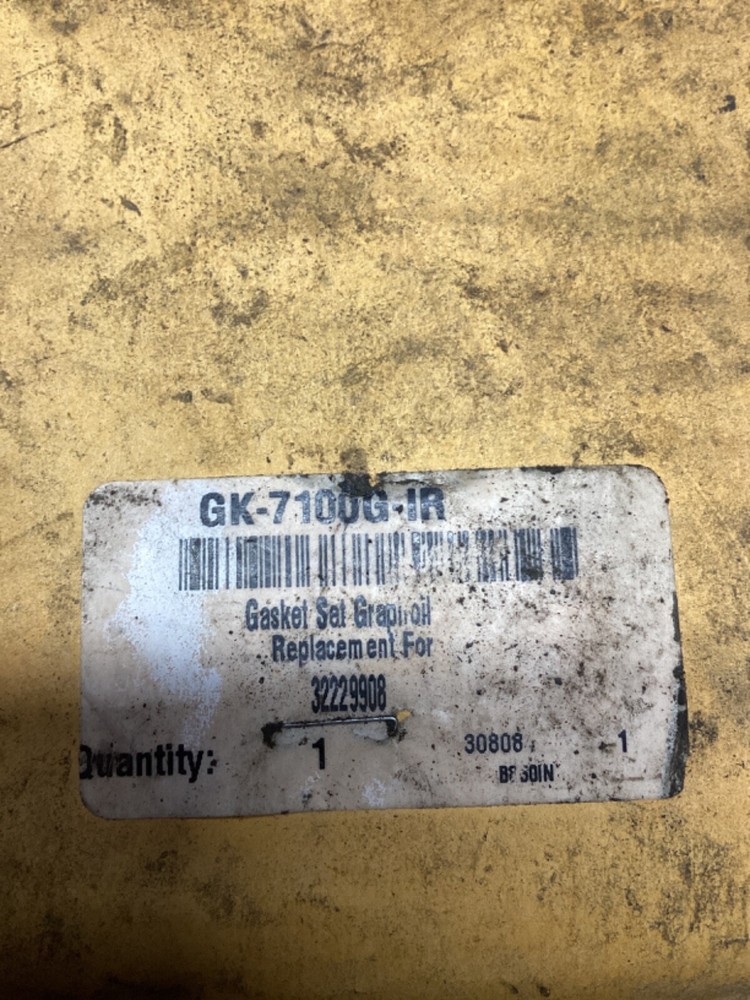 GK-7100G-IR
Gasket Set Graphoil
Replacement For
32229908
Quantity: 1
30808 1